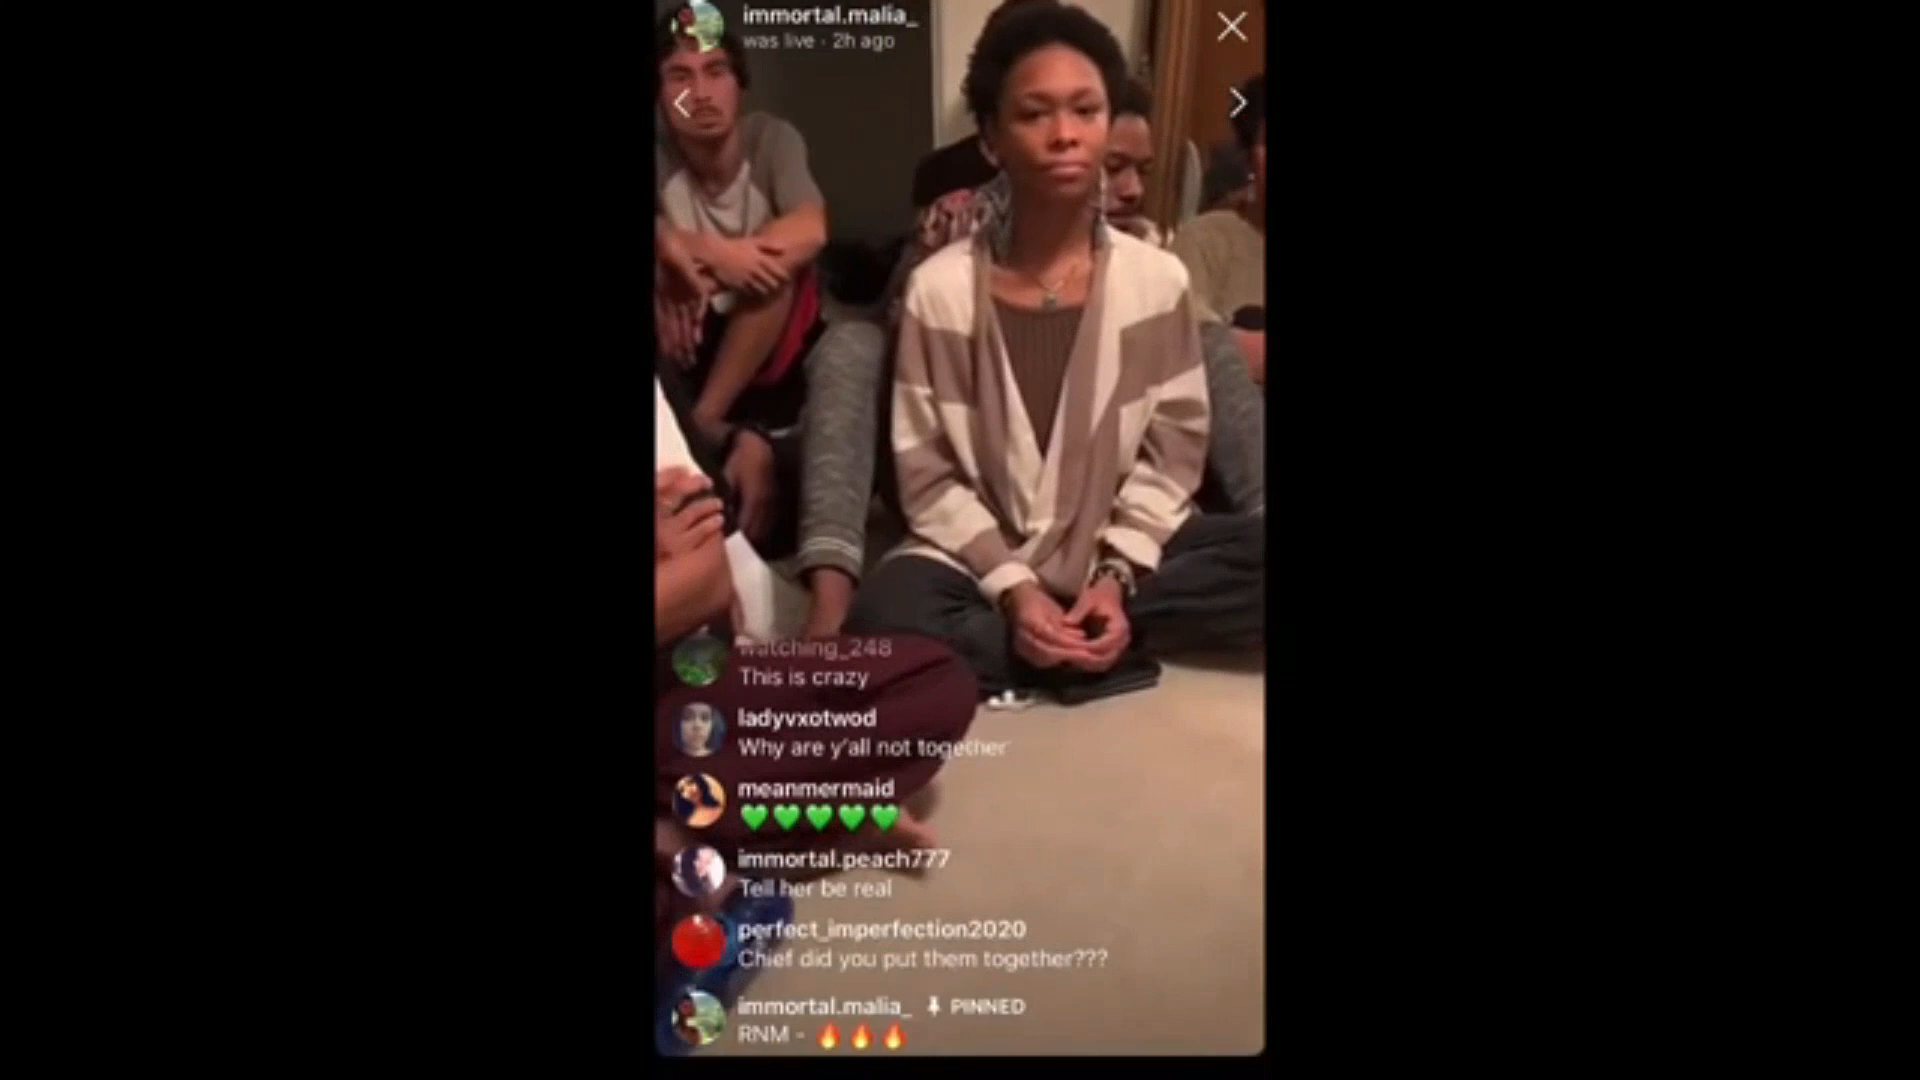 immortal.malia_
was live · 2h ago
watching_248
This is crazy
ladyvxotwod
Why are y'all not together
meanmermaid
💚💚💚💚💚
immortal.peach777
Tell her be real
perfect_imperfection2020
Chief did you put them together???
immortal.malia_ PINNED
RNM - 🔥🔥🔥